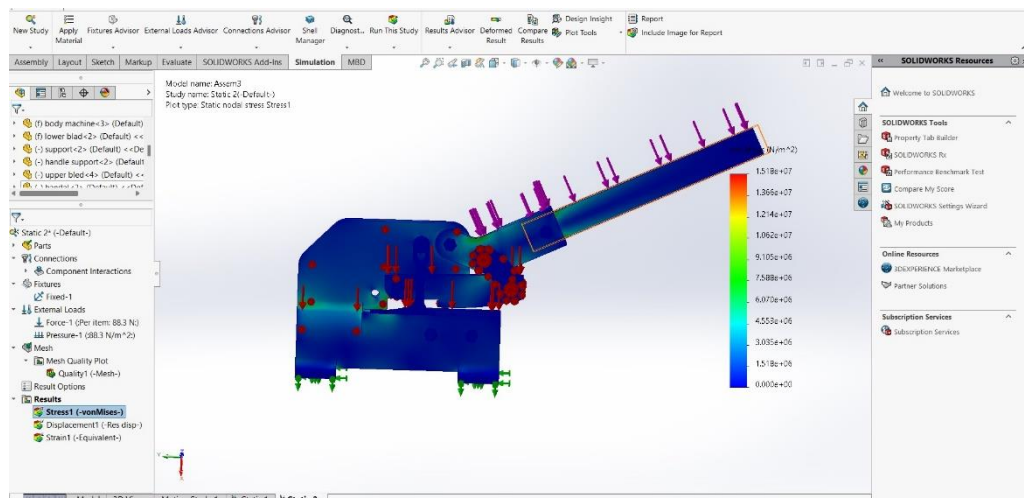 New Study
Apply Material
Fixtures Advisor
External Loads Advisor
Connections Advisor
Shell Manager
Diagnost...
Run This Study
Results Advisor
Deformed Result
Compare Results
Design Insight
Plot Tools
Report
Include Image for Report
Assembly Layout Sketch Markup Evaluate SOLIDWORKS Add-Ins Simulation MBD
Model name: Assem3
Study name: Static 2(-Default-)
Plot type: Static nodal stress Stress1
(f) body machine<3> (Default)
(f) lower blad<2> (Default) <<
(-) support<2> (Default) <<De
(-) handle support<2> (Default
(-) upper bled<4> (Default) <<
Static 2* (-Default-)
Parts
Connections
Component Interactions
Fixtures
Fixed-1
External Loads
Force-1 (:Per item: 88.3 N:)
Pressure-1 (:88.3 N/m^2:)
Mesh
Mesh Quality Plot
Quality1 (-Mesh-)
Result Options
Results
Stress1 (-vonMises-)
Displacement1 (-Res disp-)
Strain1 (-Equivalent-)
(N/m^2)
1.518e+07
1.366e+07
1.214e+07
1.062e+07
9.105e+06
7.588e+06
6.070e+06
4.553e+06
3.035e+06
1.518e+06
0.000e+00
SOLIDWORKS Resources
Welcome to SOLIDWORKS
SOLIDWORKS Tools
Property Tab Builder
SOLIDWORKS Rx
Performance Benchmark Test
Compare My Score
SOLIDWORKS Settings Wizard
My Products
Online Resources
3DEXPERIENCE Marketplace
Partner Solutions
Subscription Services
Subscription Services